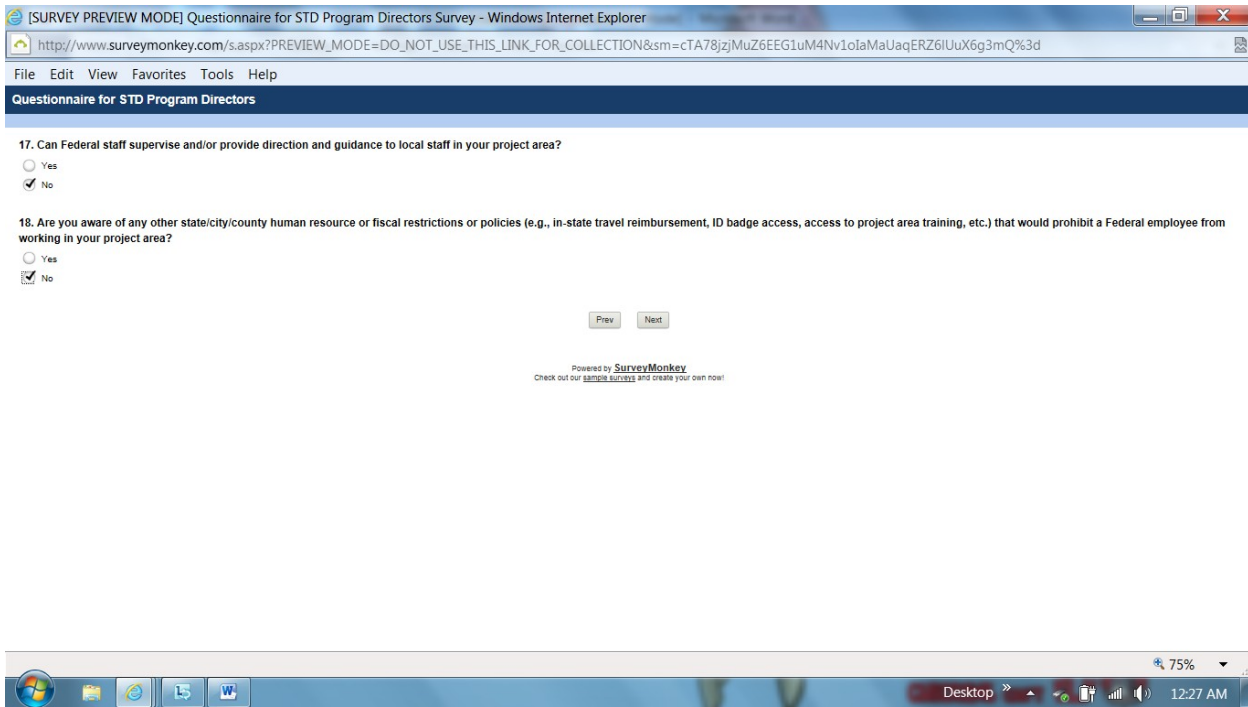 [SURVEY PREVIEW MODE] Questionnaire for STD Program Directors Survey - Windows Internet Explorer
http://www.surveymonkey.com/s.aspx?PREVIEW_MODE=DO_NOT_USE_THIS_LINK_FOR_COLLECTION&sm=cTA78jzjMuZ6EEG1uM4Nv1oIaMaUaqERZ6lUuX6g3mQ%3d
File Edit View Favorites Tools Help
Questionnaire for STD Program Directors
17. Can Federal staff supervise and/or provide direction and guidance to local staff in your project area?
Yes
No
18. Are you aware of any other state/city/county human resource or fiscal restrictions or policies (e.g., in-state travel reimbursement, ID badge access, access to project area training, etc.) that would prohibit a Federal employee from
working in your project area?
Yes
No
Prev Next
Powered by SurveyMonkey
Check out our sample surveys and create your own now!
75%
Desktop 12:27 AM